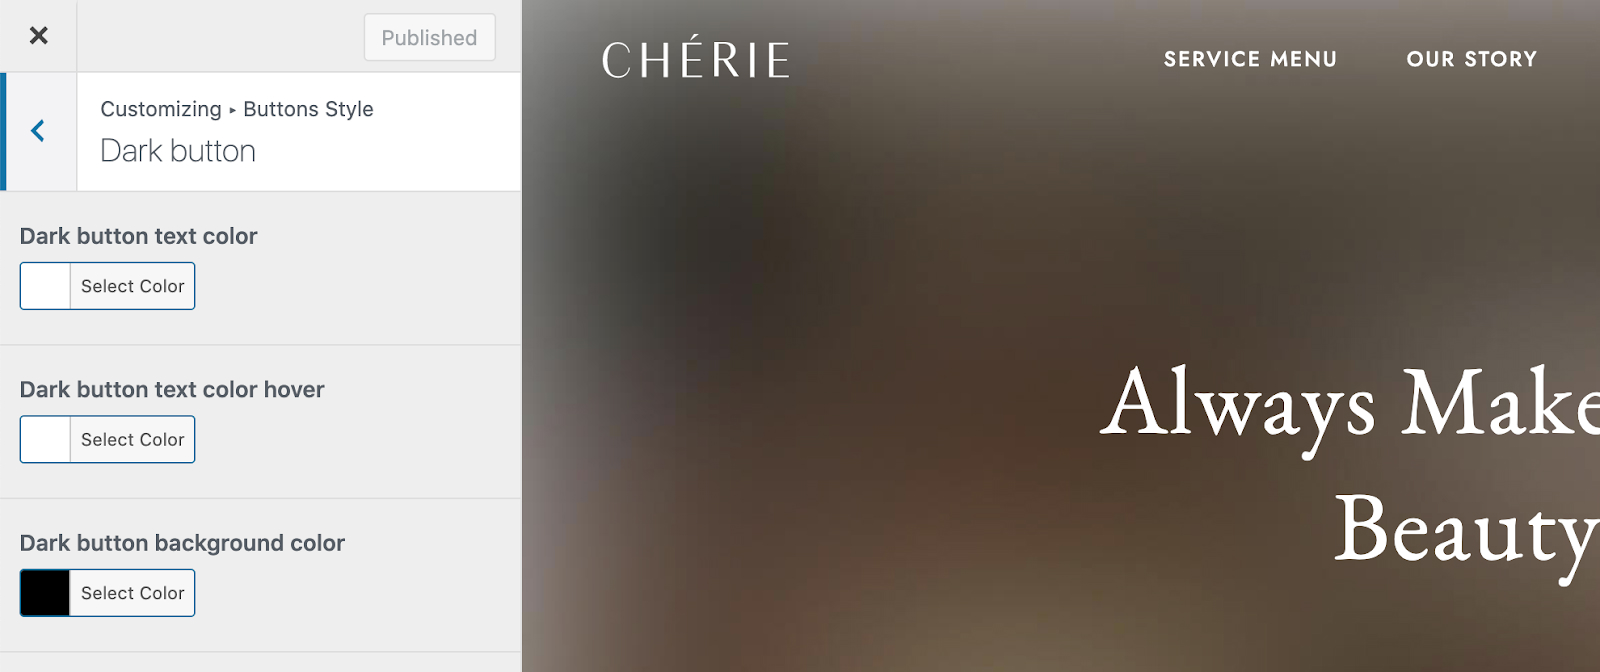 Published
Customizing ▸ Buttons Style
Dark button
Dark button text color
Select Color
Dark button text color hover
Select Color
Dark button background color
Select Color
CHÉRIE
SERVICE MENU
OUR STORY
Always Make
Beauty